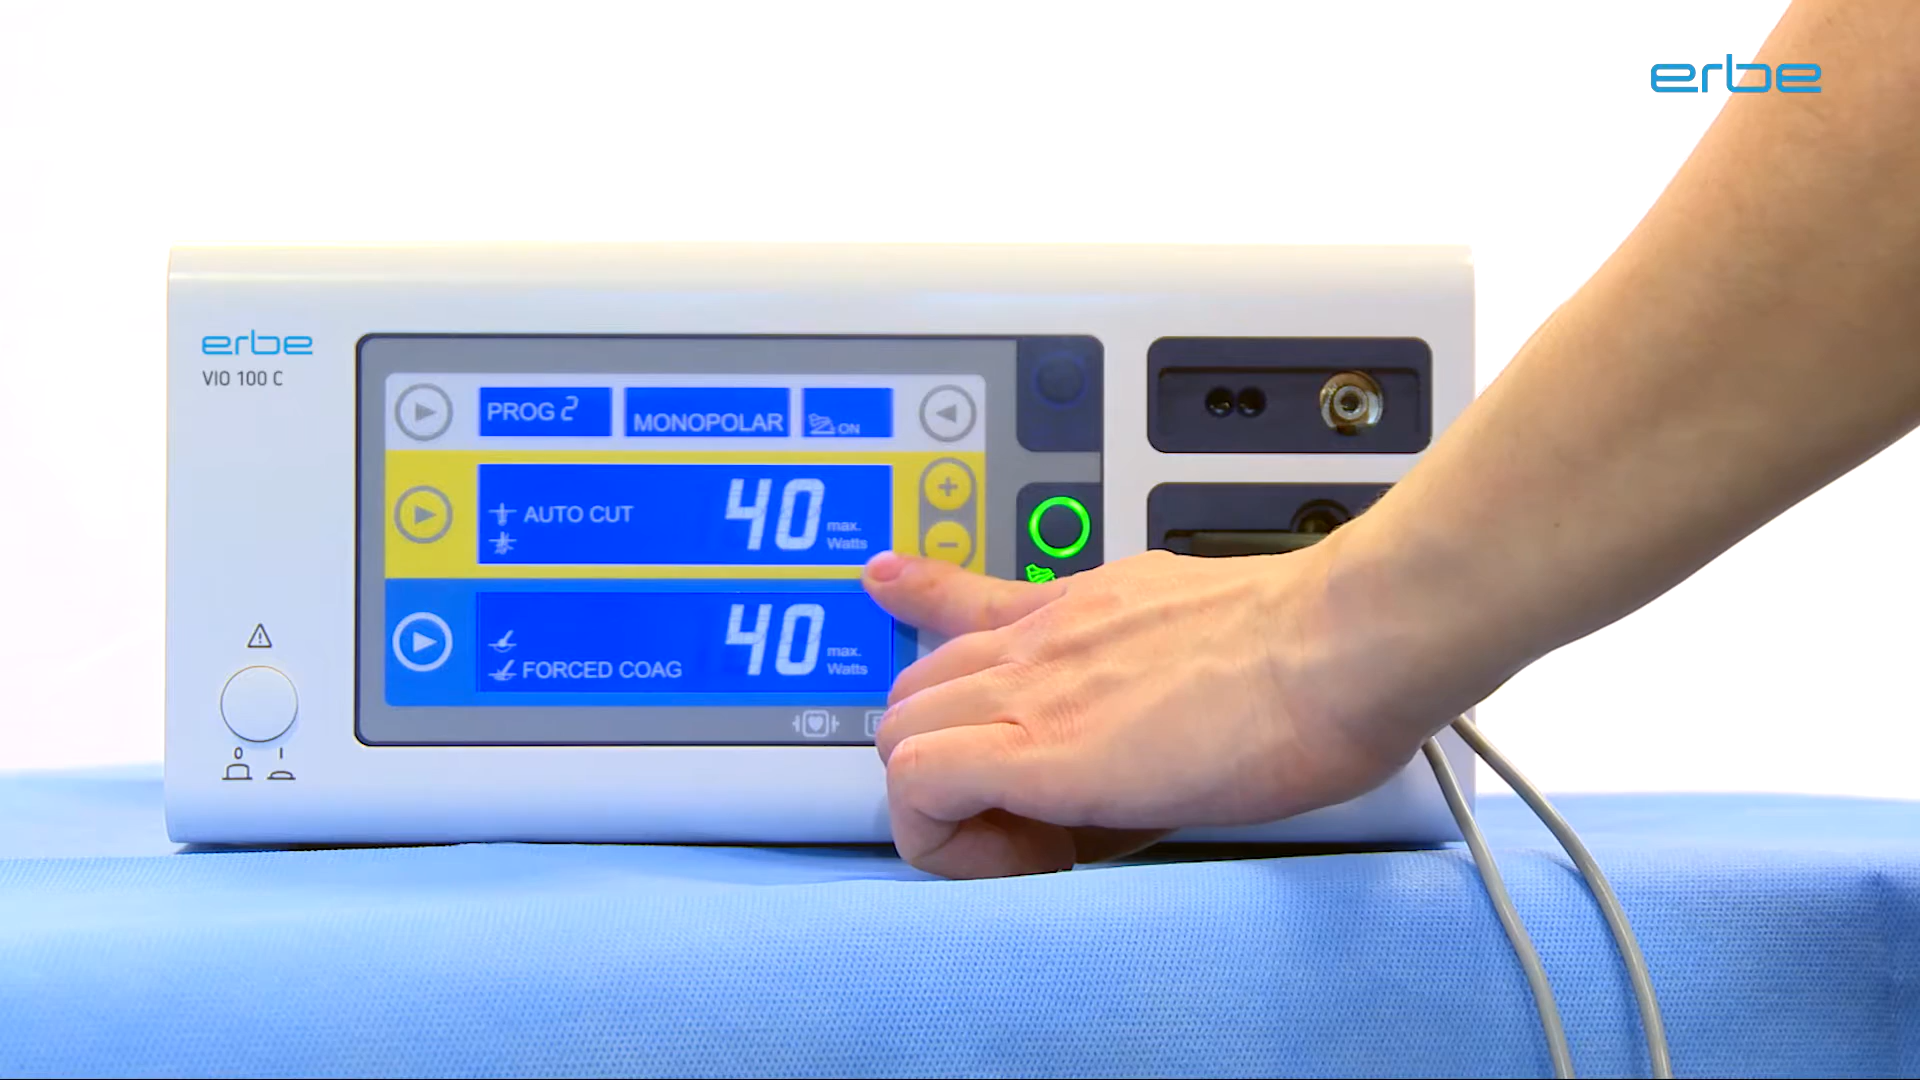 erbe
erbe
VIO 100 C
PROG 2
MONOPOLAR
ON
AUTO CUT
40
max.
Watts
FORCED COAG
40
max.
Watts
0 I